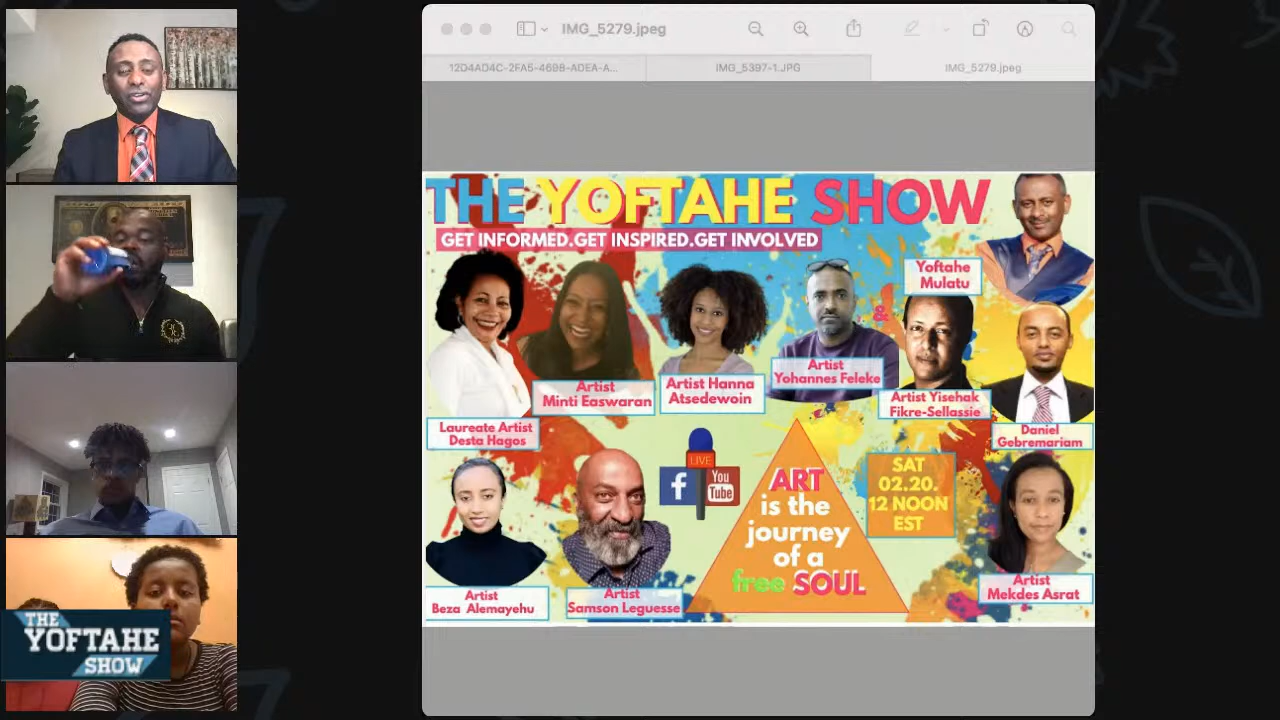 IMG_5279.jpeg
12D4AD4C-2FA5-469B-ADEA-A...
IMG_5397-1.JPG
IMG_5279.jpeg
THE YOFTAHE SHOW
GET INFORMED.GET INSPIRED.GET INVOLVED
Yoftahe
Mulatu
&
Artist
Minti Easwaran
Artist Hanna
Atsedewoin
Artist
Yohannes Feleke
Artist Yisehak
Fikre-Sellassie
Laureate Artist
Desta Hagos
Daniel
Gebremariam
LIVE
f
You
Tube
ART
is the
journey
of a
free SOUL
SAT
02.20.
12 NOON
EST
Artist
Beza Alemayehu
Artist
Samson Leguesse
Artist
Mekdes Asrat
THE
YOFTAHE
SHOW